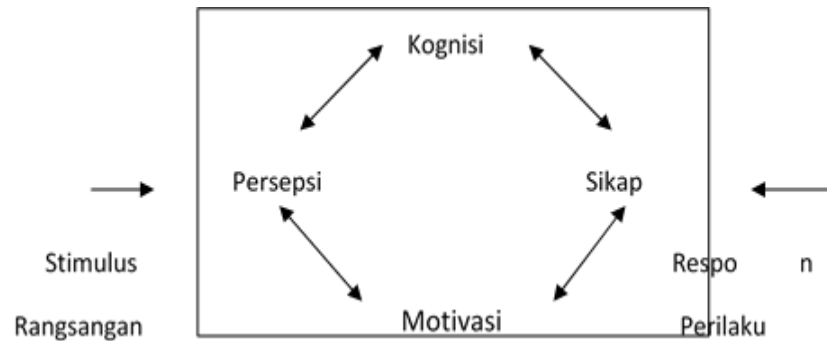 Kognisi
Persepsi Sikap
Stimulus Respo n
Rangsangan Motivasi Perilaku